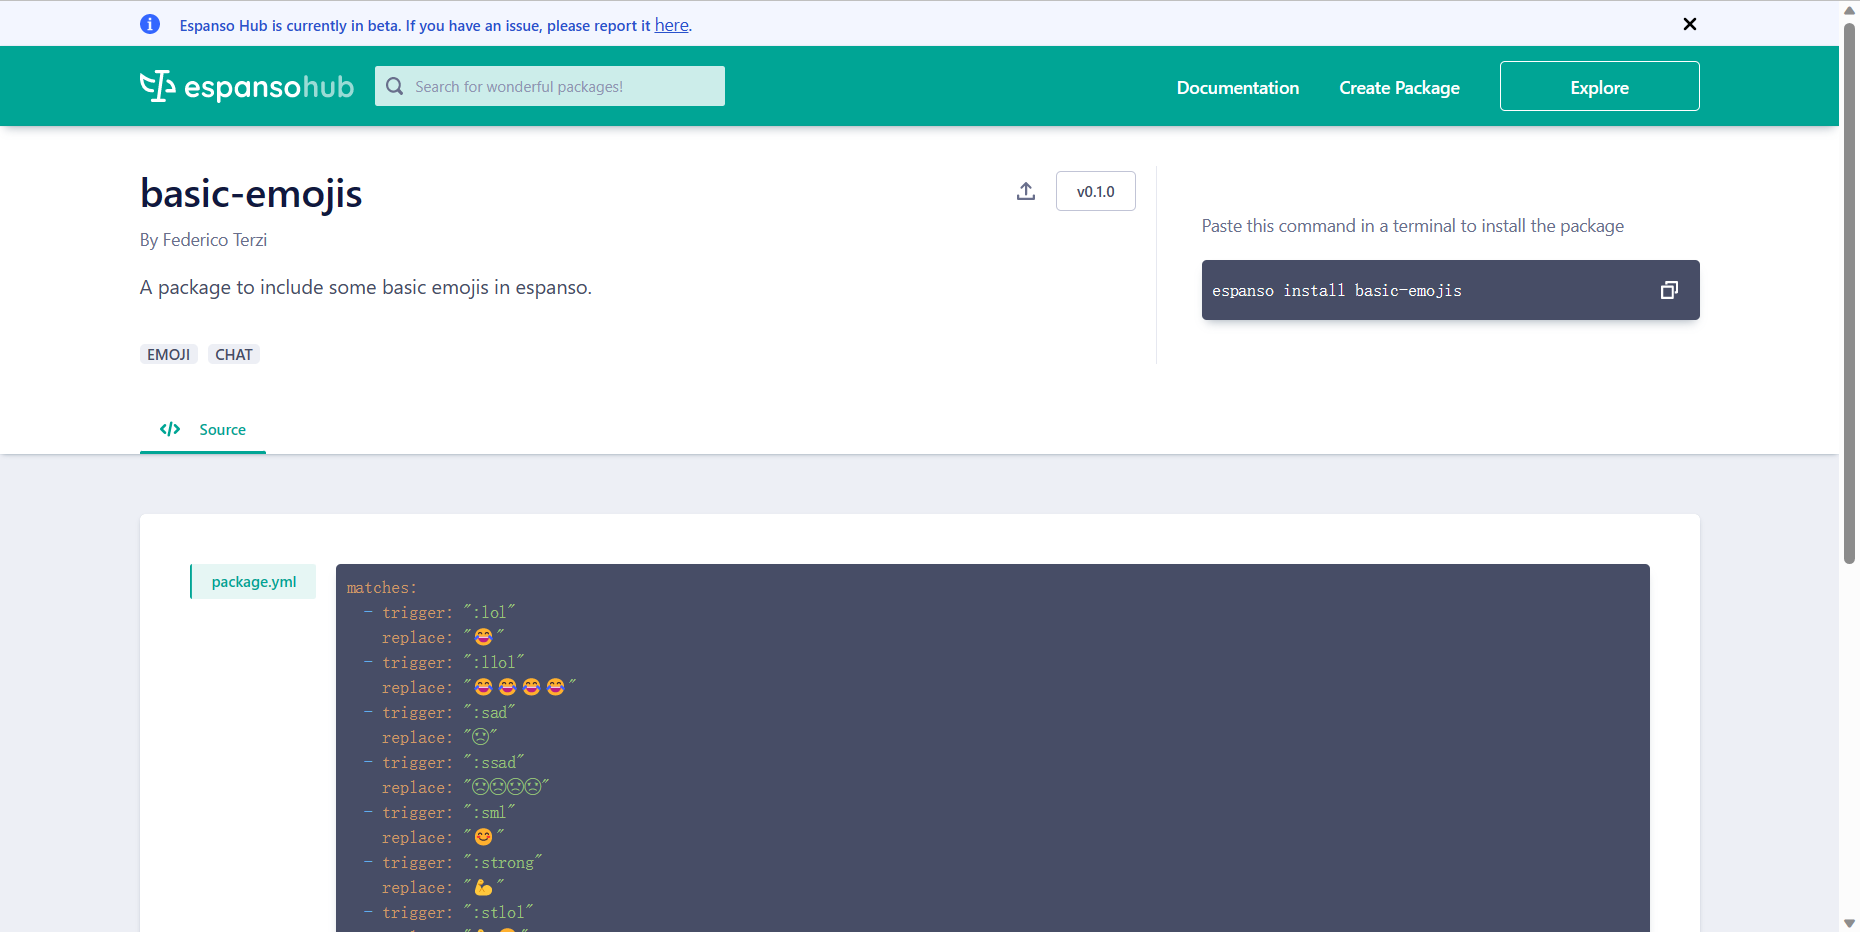 Espanso Hub is currently in beta. If you have an issue, please report it here.
espansohub
Search for wonderful packages!
Documentation
Create Package
Explore
basic-emojis
v0.1.0
By Federico Terzi
A package to include some basic emojis in espanso.
EMOJI
CHAT
Paste this command in a terminal to install the package
espanso install basic-emojis
Source
package.yml
matches:
- trigger: ":lol"
replace: "😂"
- trigger: ":llol"
replace: "😂😂😂😂"
- trigger: ":sad"
replace: "☹"
- trigger: ":ssad"
replace: "☹☹☹☹"
- trigger: ":sml"
replace: "😊"
- trigger: ":strong"
replace: "💪"
- trigger: ":stlol"